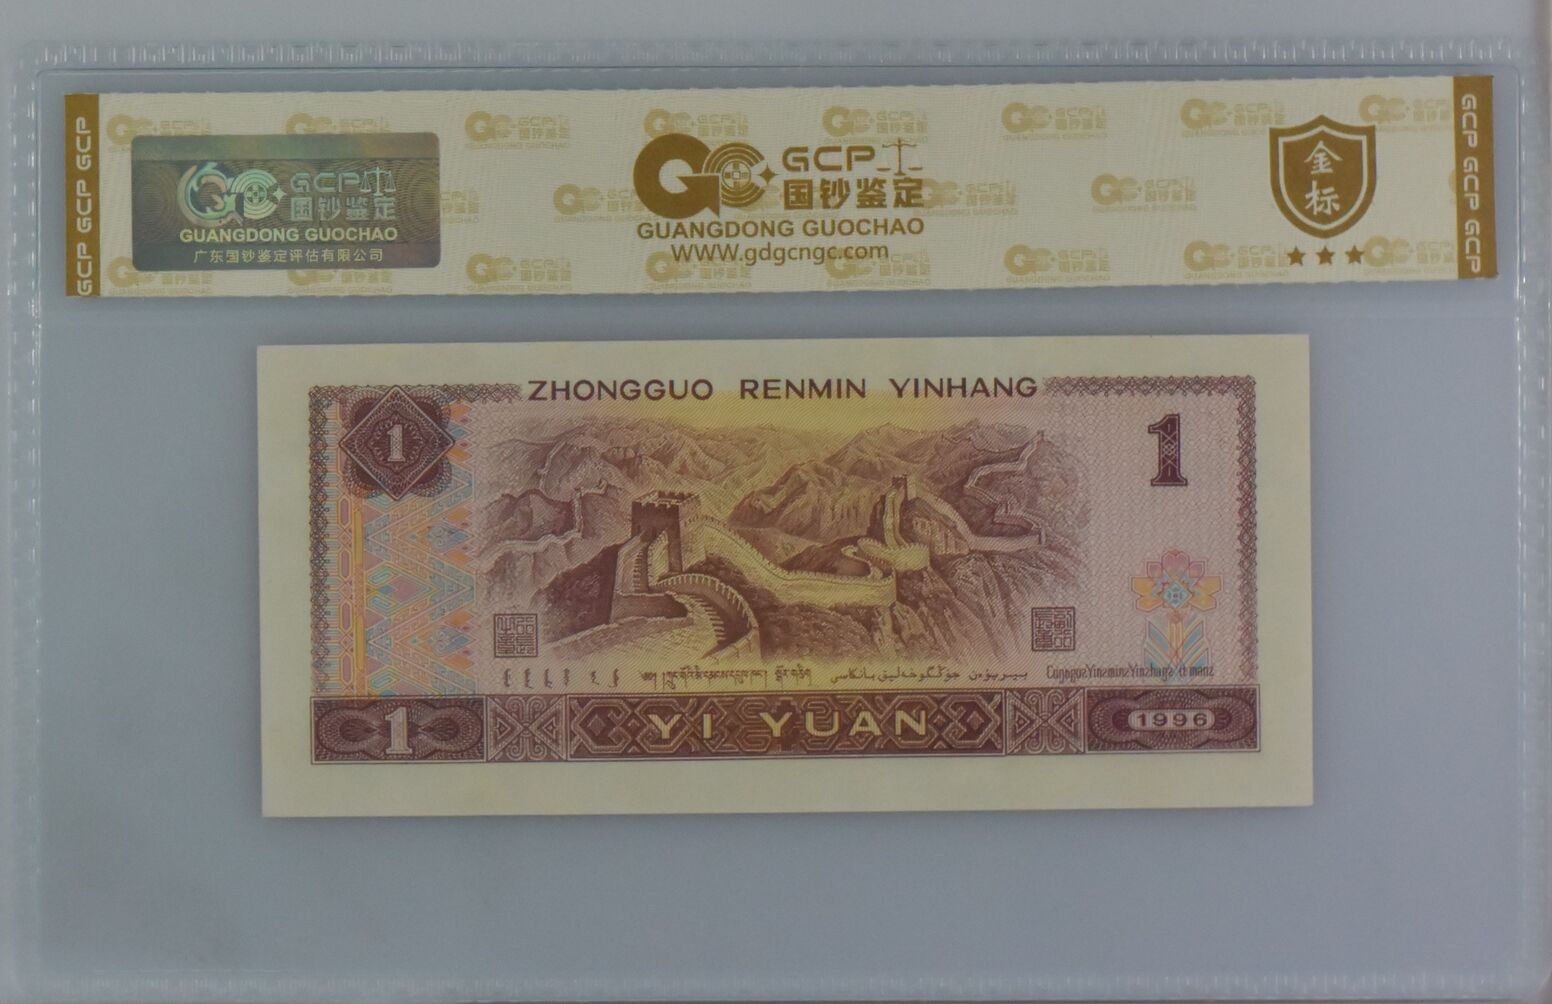 GCP GCP GCP
GCP 国钞鉴定
GUANGDONG GUOCHAO
广东国钞鉴定评估有限公司
GCP
国钞鉴定
GUANGDONG GUOCHAO
WWW.gdgcngc.com
金标
GCP GCP GCP
ZHONGGUO RENMIN YINHANG
1
1
1
YI YUAN
1996